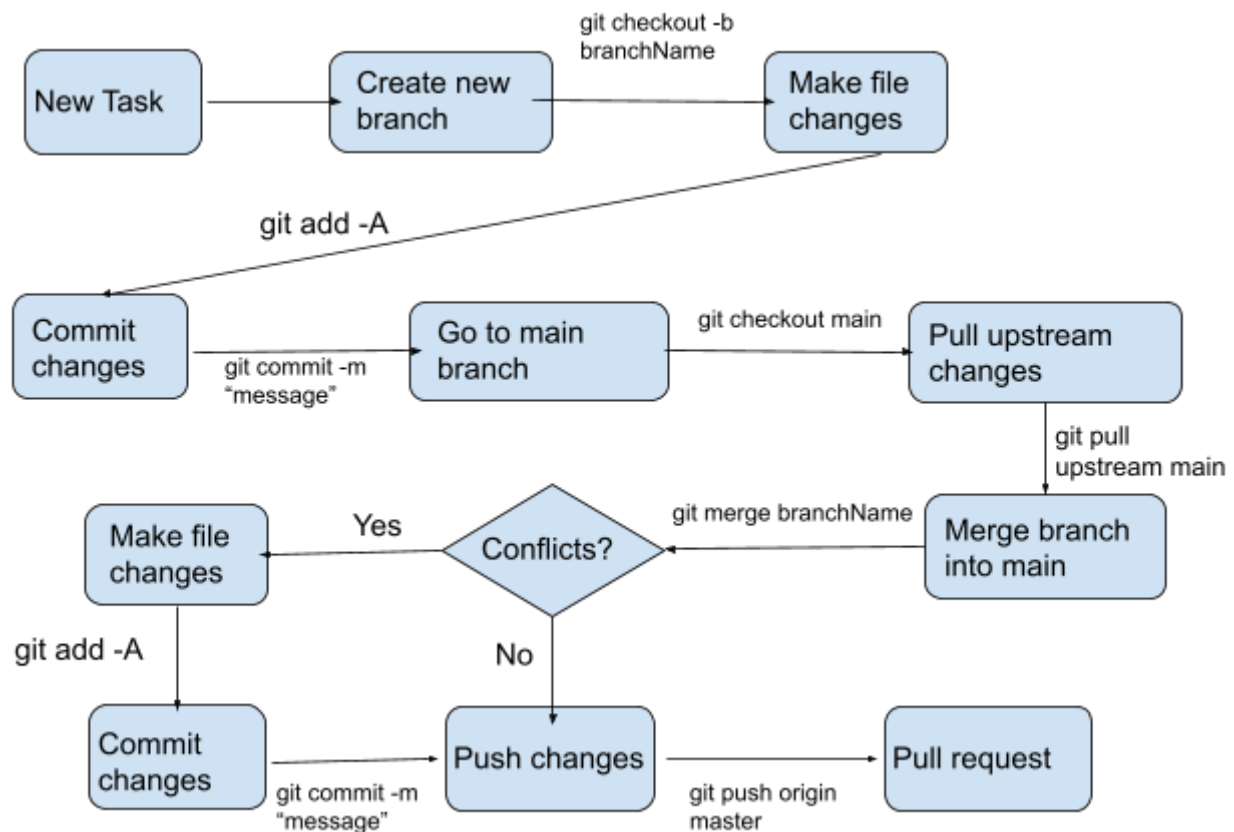 git checkout -b
branchName
New Task
Create new
branch
Make file
changes
git add -A
Commit
changes
git commit -m
“message”
Go to main
branch
git checkout main
Pull upstream
changes
git pull
upstream main
Merge branch
into main
git merge branchName
Conflicts?
Yes
Make file
changes
git add -A
No
Commit
changes
git commit -m
“message”
Push changes
git push origin
master
Pull request